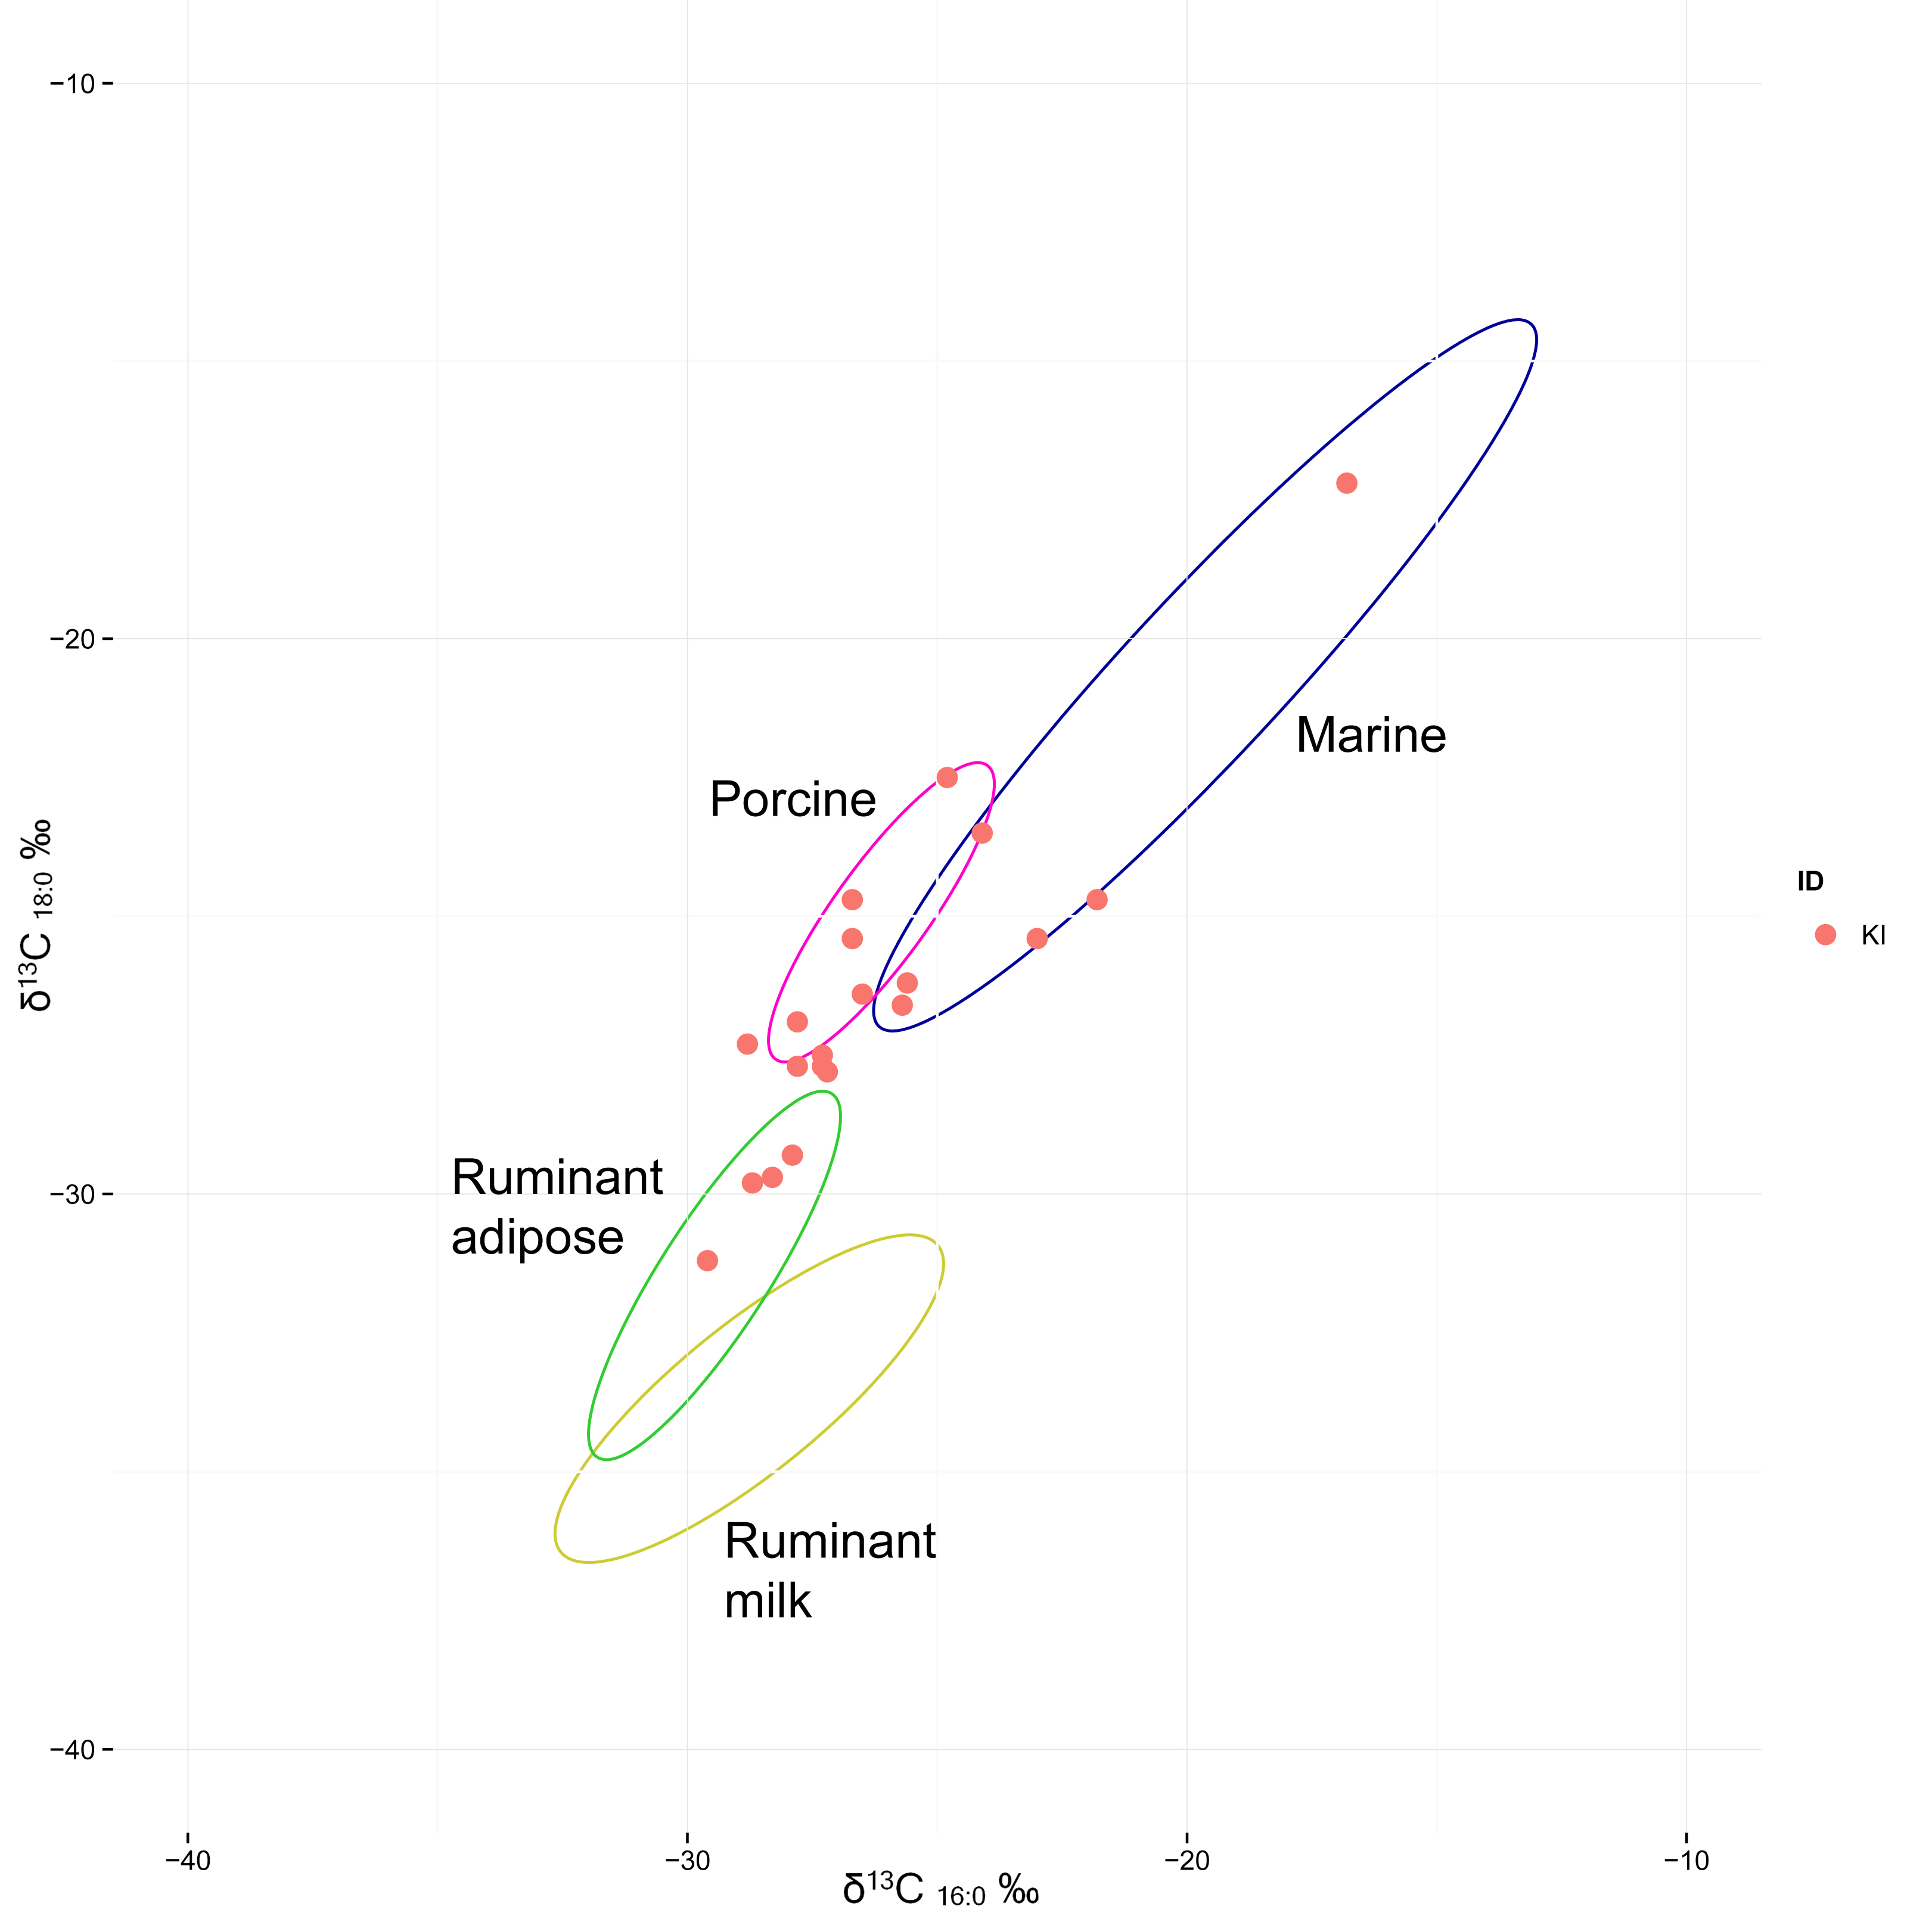 −10
−20
−30
−40
δ13C 18:0 ‰
Marine
Porcine
Ruminant
adipose
Ruminant
milk
ID
KI
−40
−30
−20
−10
δ13C 16:0 ‰